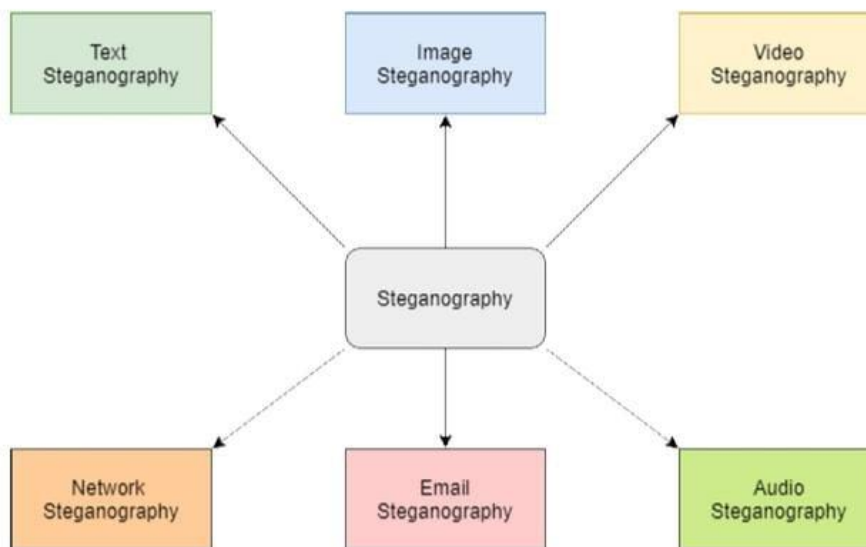 Text
Steganography
Image
Steganography
Video
Steganography
Steganography
Network
Steganography
Email
Steganography
Audio
Steganography